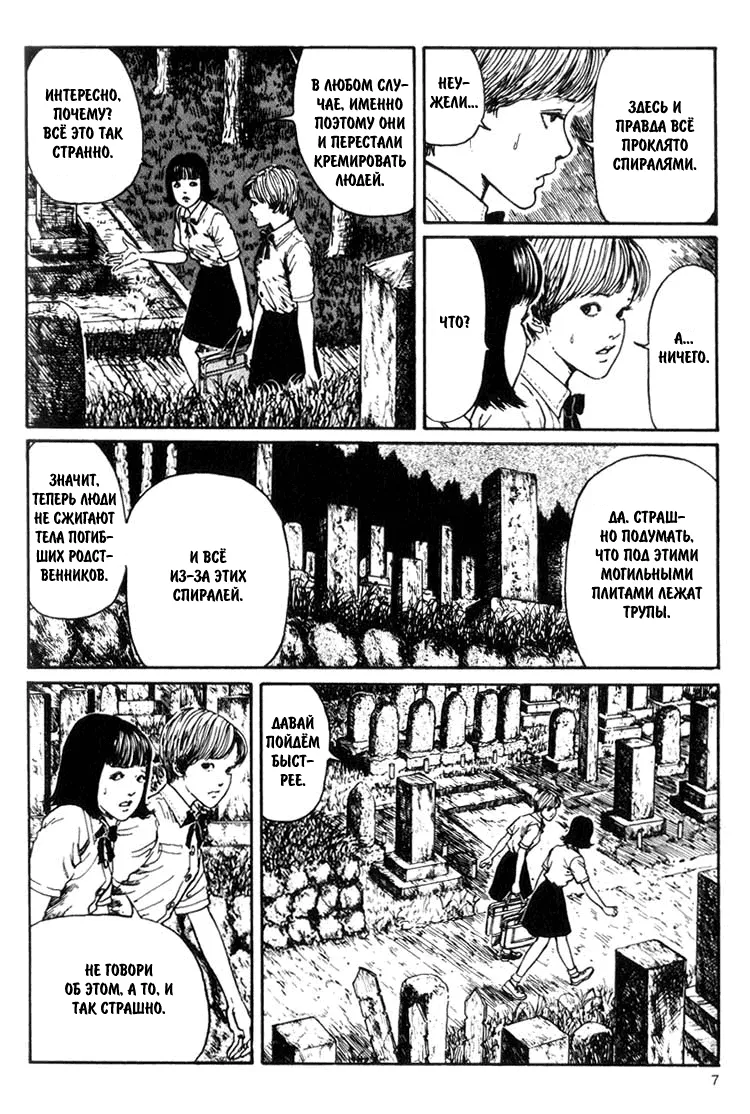 ИНТЕРЕСНО,
ПОЧЕМУ?
ВСЁ ЭТО ТАК
СТРАННО.
В ЛЮБОМ СЛУ-
ЧАЕ, ИМЕННО
ПОЭТОМУ ОНИ
И ПЕРЕСТАЛИ
КРЕМИРОВАТЬ
ЛЮДЕЙ.
НЕУ-
ЖЕЛИ...
ЗДЕСЬ И
ПРАВДА ВСЁ
ПРОКЛЯТО
СПИРАЛЯМИ.
ЧТО?
А...
НИЧЕГО.
ЗНАЧИТ,
ТЕПЕРЬ ЛЮДИ
НЕ СЖИГАЮТ
ТЕЛА ПОГИБ-
ШИХ РОДСТ-
ВЕННИКОВ.
И ВСЁ
ИЗ-ЗА ЭТИХ
СПИРАЛЕЙ.
ДА, СТРАШ-
НО ПОДУМАТЬ,
ЧТО ПОД ЭТИМИ
МОГИЛЬНЫМИ
ПЛИТАМИ ЛЕЖАТ
ТРУПЫ.
НЕ ГОВОРИ
ОБ ЭТОМ, А ТО, И
ТАК СТРАШНО.
ДАВАЙ
ПОЙДЁМ
БЫСТ-
РЕЕ.
7